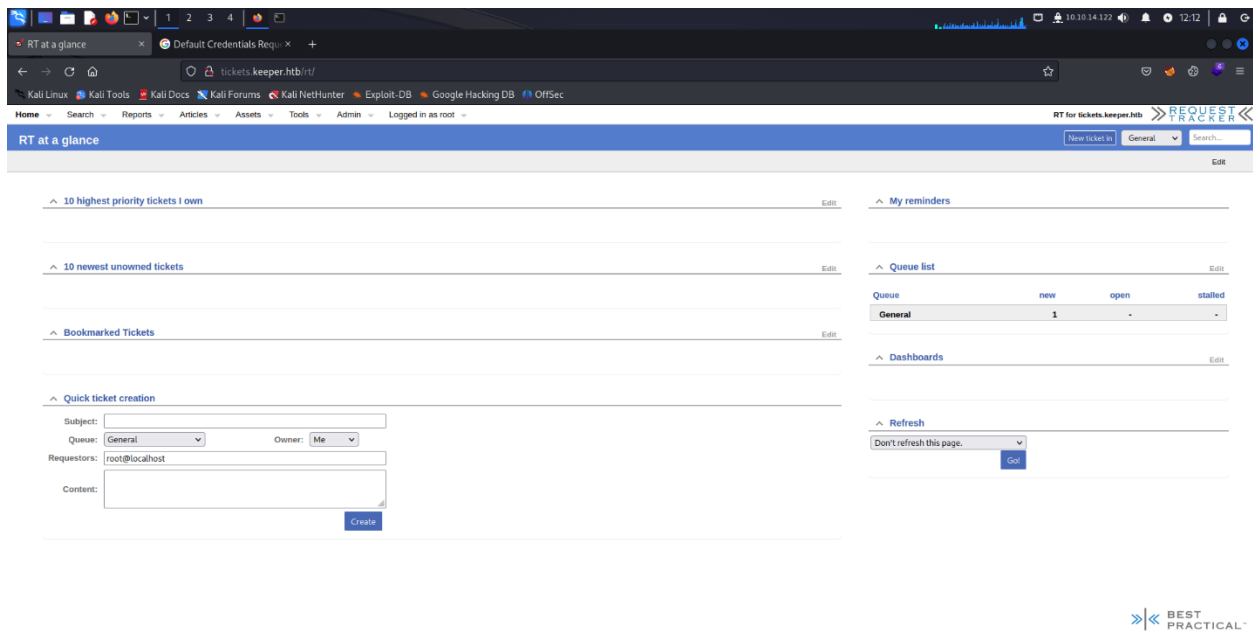 1 2 3 4 10.10.14.122 12:12
RT at a glance × Default Credentials Requ × +
tickets.keeper.htb/rt/
Kali Linux Kali Tools Kali Docs Kali Forums Kali NetHunter Exploit-DB Google Hacking DB OffSec
Home Search Reports Articles Assets Tools Admin Logged in as root RT for tickets.keeper.htb REQUEST TRACKER
RT at a glance New ticket in General Search...
Edit
10 highest priority tickets I own Edit
10 newest unowned tickets Edit
Bookmarked Tickets Edit
Quick ticket creation
Subject:
Queue: General Owner: Me
Requestors: root@localhost
Content:
Create
My reminders
Queue list Edit
Queue new open stalled
General 1 - -
Dashboards Edit
Refresh
Don't refresh this page.
Go!
BEST
PRACTICAL™